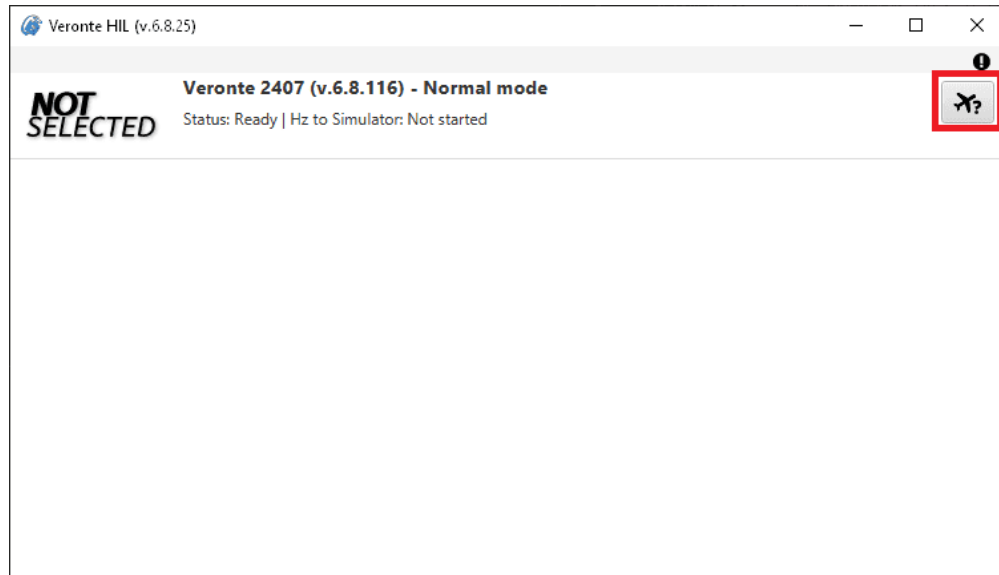 Veronte HIL (v.6.8.25)
NOT
SELECTED
Veronte 2407 (v.6.8.116) - Normal mode
Status: Ready | Hz to Simulator: Not started
?